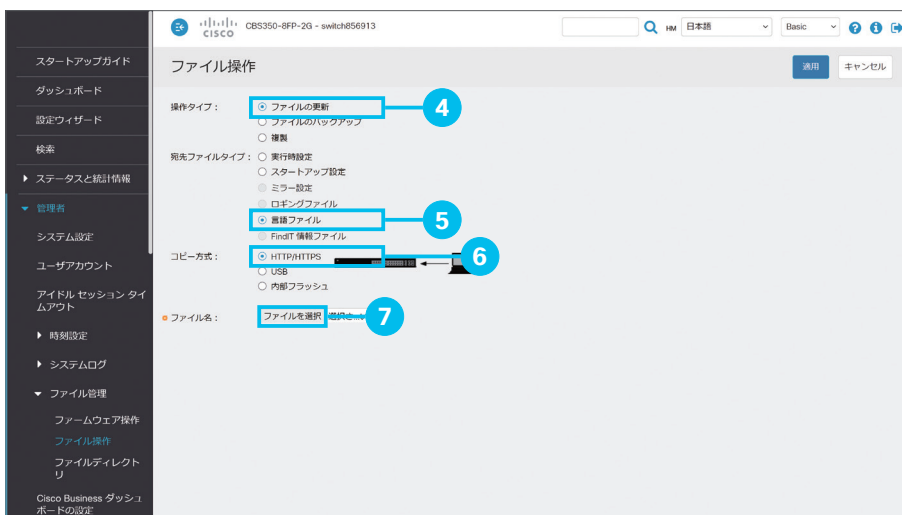 CISCO
CBS350-8FP-2G - switch856913
HM
日本語
Basic
スタートアップガイド
ダッシュボード
設定ウィザード
検索
ステータスと統計情報
管理者
システム設定
ユーザアカウント
アイドル セッション タイ
ムアウト
時刻設定
システムログ
ファイル管理
ファームウェア操作
ファイル操作
ファイルディレクト
リ
Cisco Business ダッシュ
ボードの設定
ファイル操作
適用
キャンセル
操作タイプ:
ファイルの更新
4
ファイルのバックアップ
複製
宛先ファイルタイプ:
実行時設定
スタートアップ設定
ミラー設定
ロギングファイル
言語ファイル
5
FindIT 情報ファイル
コピー方式:
HTTP/HTTPS
6
USB
内部フラッシュ
ファイル名:
ファイルを選択
選択さ...
7